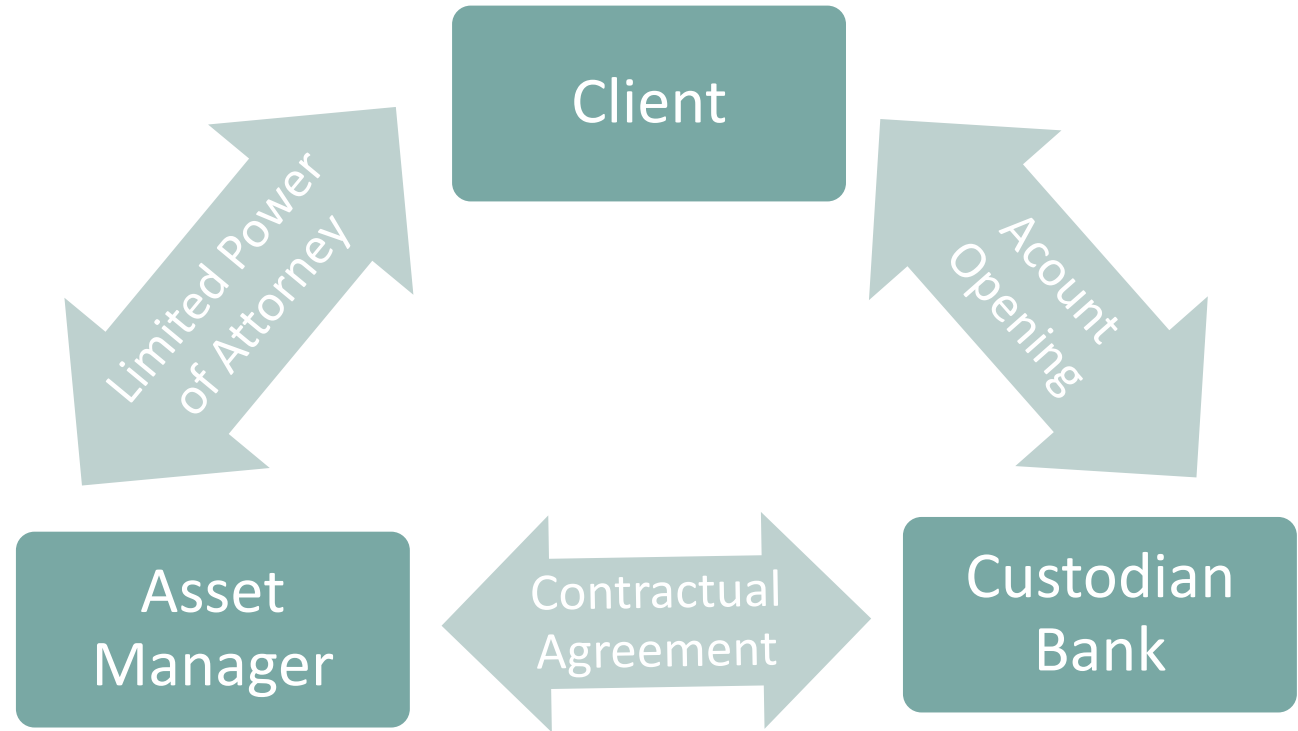 Client
Limited Power
of Attorney
Acount
Opening
Asset
Manager
Contractual
Agreement
Custodian
Bank